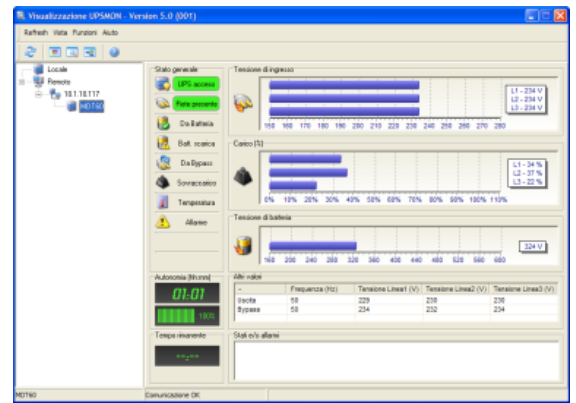 Visualizzazione UPSMON - Version 5.0 (001)
Refresh Vista Funzioni Aiuto
Locale
Remoto
10.1.10.117
MDT60
Stato generale
UPS acceso
Rete presente
Da Batteria
Batt. scarica
Da Bypass
Sovraccarico
Temperatura
Allarme
Tensione di ingresso
L1 - 234 V
L2 - 234 V
L3 - 234 V
150 160 170 180 190 200 210 220 230 240 250 260 270 280
Carico (%)
L1 - 34 %
L2 - 37 %
L3 - 22 %
0% 10% 20% 30% 40% 50% 60% 70% 80% 90% 100% 110%
Tensione di batteria
324 V
160 200 240 280 320 360 400 440 480 520 560 600
Autonomia [hh:mm]
01:01
100%
Altri valori
- Frequenza (Hz) Tensione Linea1 (V) Tensione Linea2 (V) Tensione Linea3 (V)
Uscita 50 229 230 230
Bypass 50 234 232 234
Tempo rimanente
--:--
Stati e/o allarmi
MDT60
Comunicazione OK